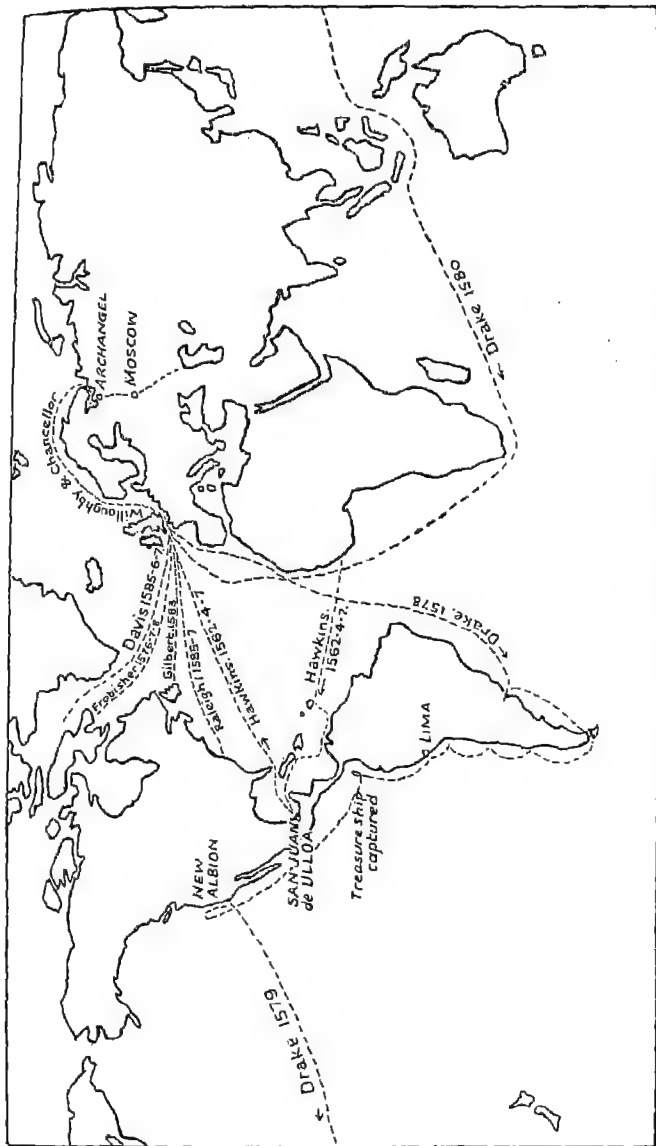 Willoughby & Chancellor
ARCHANGEL
MOSCOW
Davis 1585-6-7
Frobisher 1576-7-8
Gilbert 1583
Raleigh 1585-7
Hawkins, 1562-4-7
Hawkins
1562-4-7
NEW
ALBION
SAN JUAN
de ULLOA
Treasure ship
captured
LIMA
Drake 1579
Drake, 1578
Drake 1580